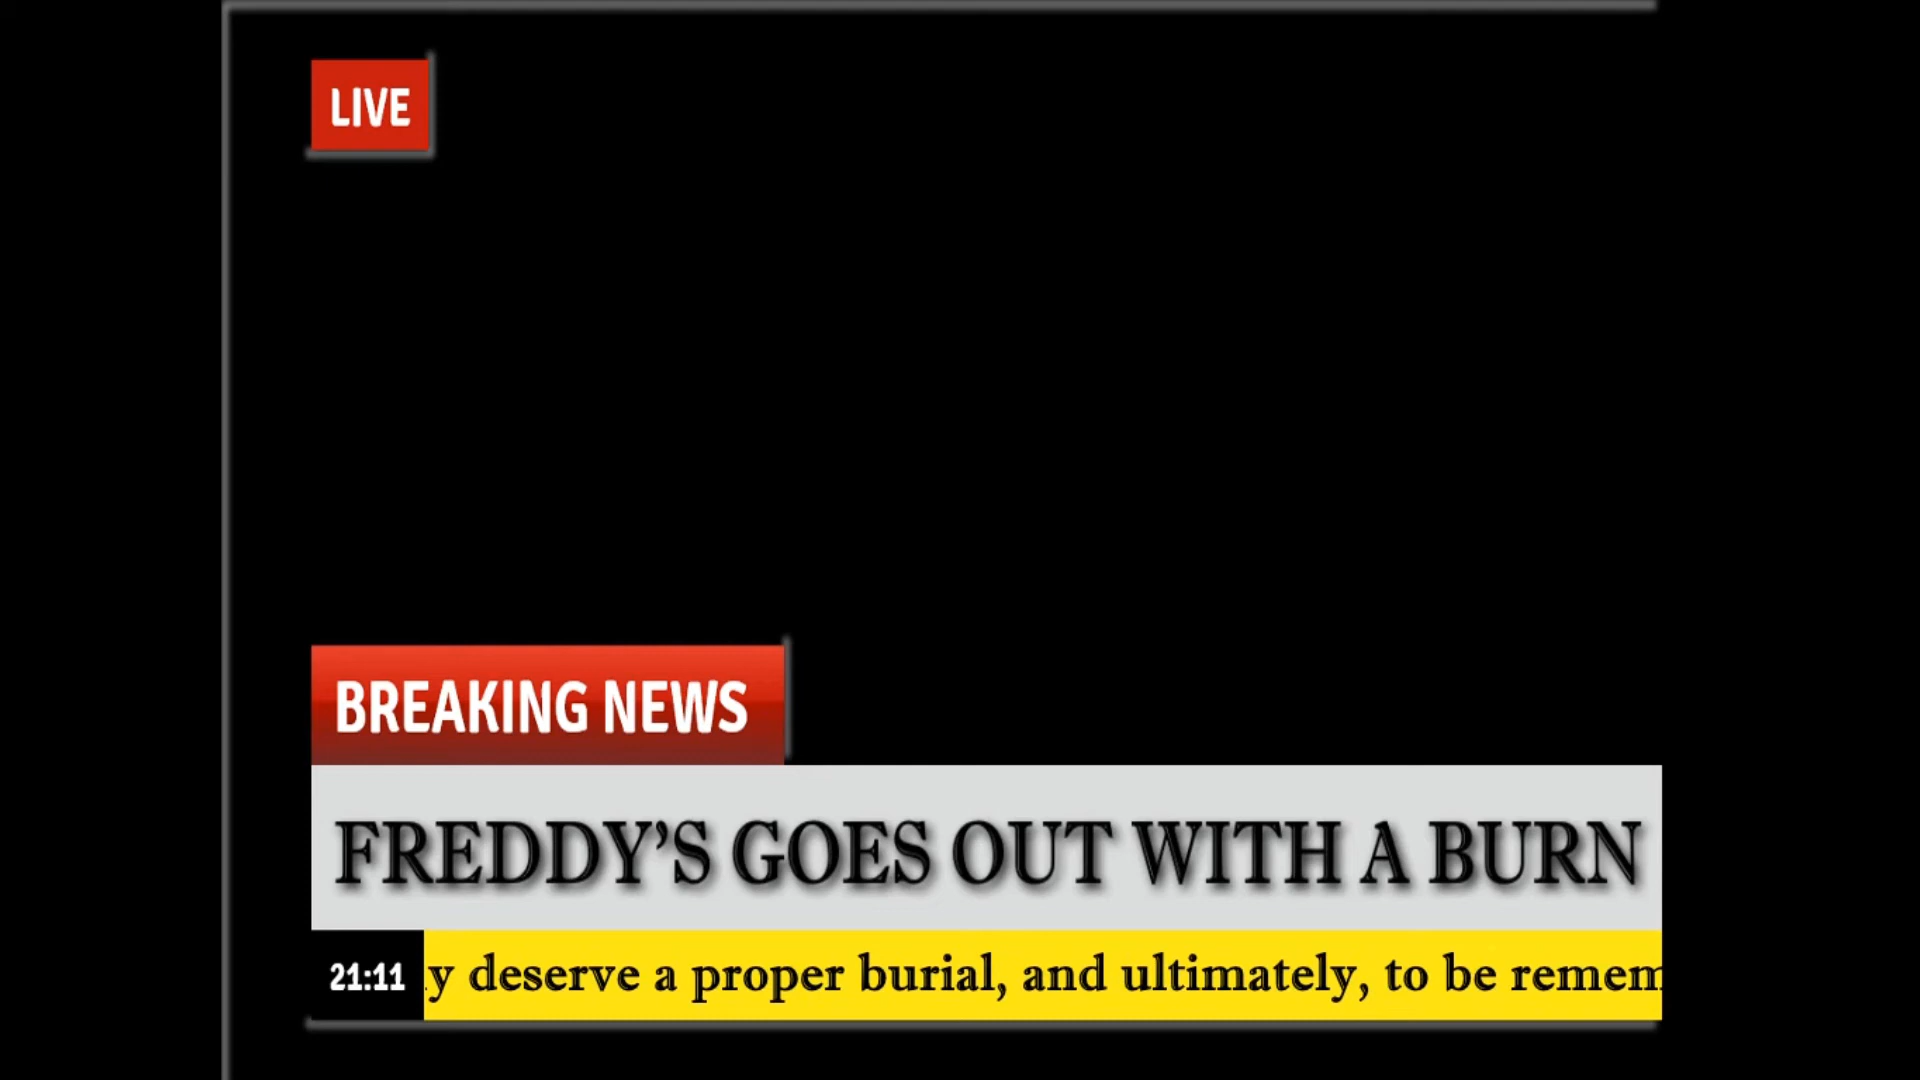 LIVE
BREAKING NEWS
FREDDY’S GOES OUT WITH A BURN
21:11 y deserve a proper burial, and ultimately, to be remem